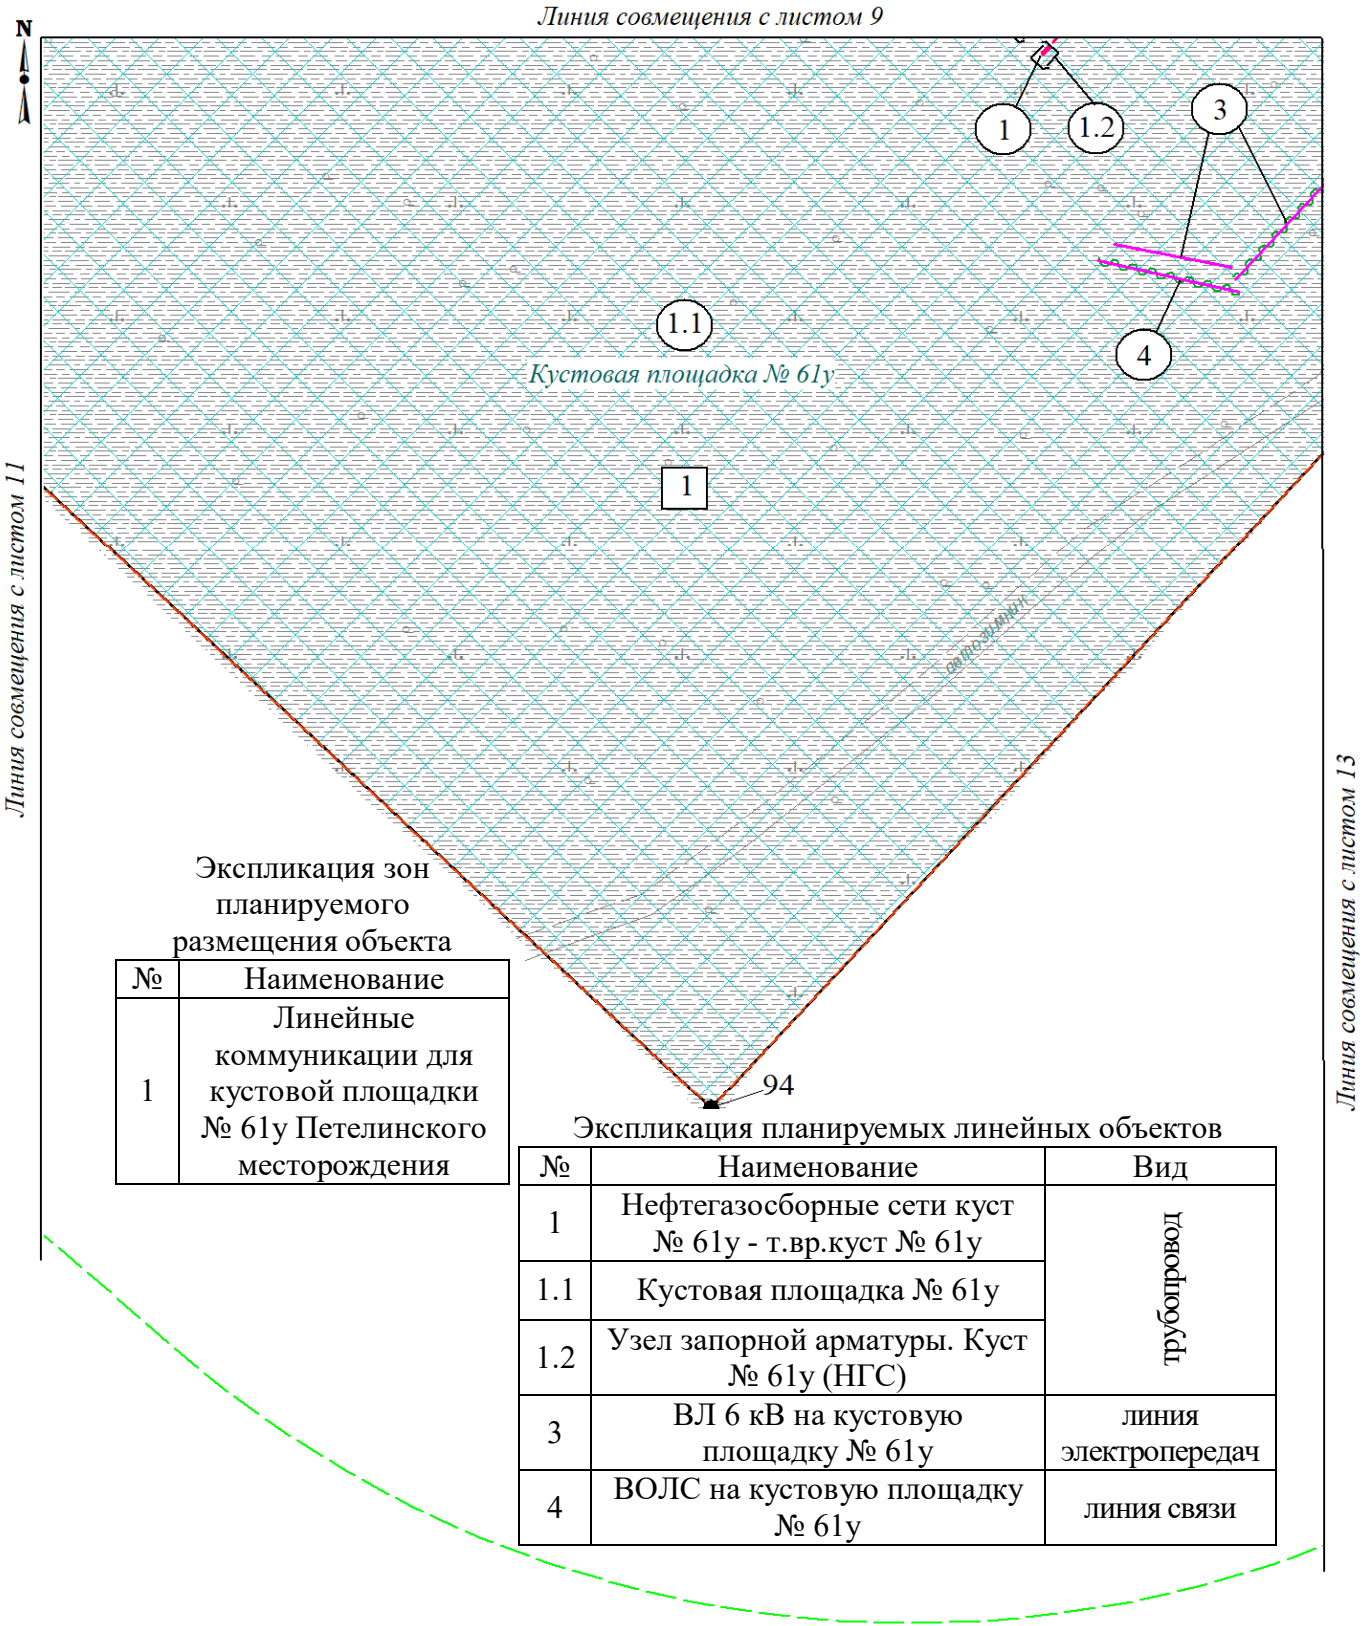 Линия совмещения с листом 9
N
1
1.2
3
4
1.1
Кустовая площадка № 61у
1
автозимник
Линия совмещения с листом 11
Линия совмещения с листом 13
94
Экспликация зон
планируемого
размещения объекта
№ Наименование
1 Линейные
коммуникации для
кустовой площадки
№ 61у Петелинского
месторождения
Экспликация планируемых линейных объектов
№ Наименование Вид
1 Нефтегазосборные сети куст
№ 61у - т.вр.куст № 61у
трубопровод
1.1 Кустовая площадка № 61у
1.2 Узел запорной арматуры. Куст
№ 61у (НГС)
3 ВЛ 6 кВ на кустовую
площадку № 61у
линия
электропередач
4 ВОЛС на кустовую площадку
№ 61у
линия связи